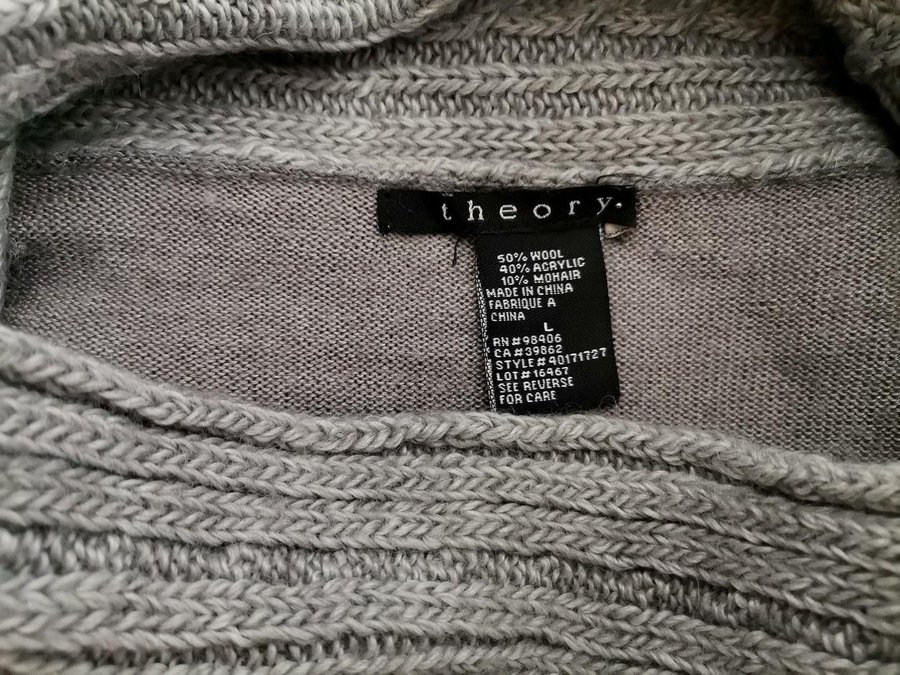 theory.
50% WOOL
40% ACRYLIC
10% MOHAIR
MADE IN CHINA
FABRIQUE A
CHINA
L
RN#98406
CA#39862
STYLE#40171727
LOT#16467
SEE REVERSE
FOR CARE